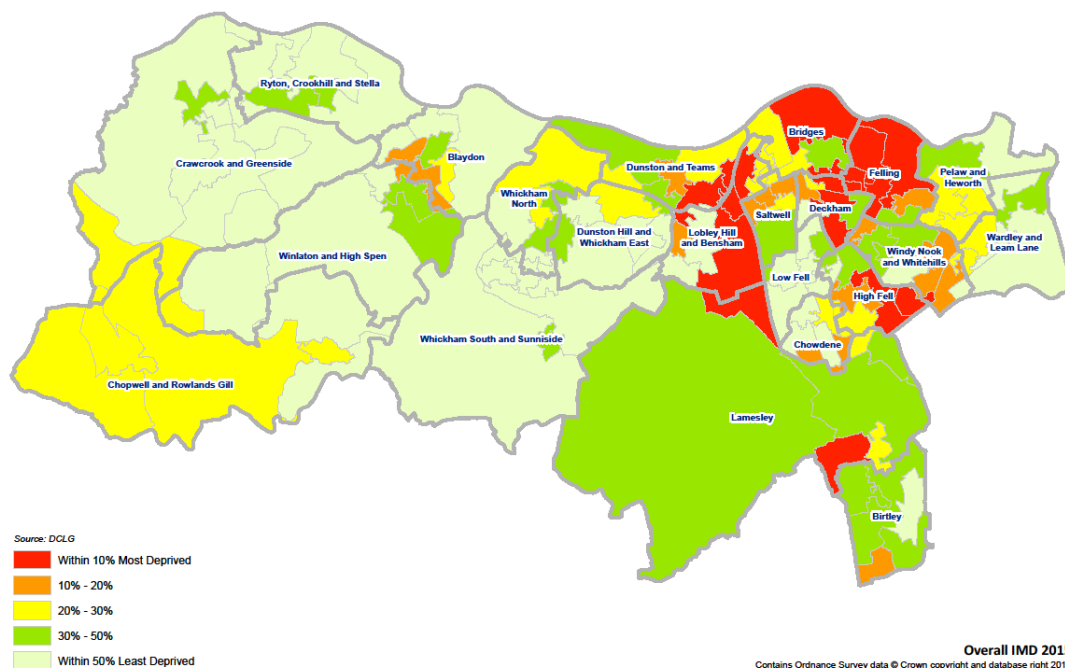 Ryton, Crookhill and Stella
Bridges
Blaydon
Crawcrook and Greenside
Dunston and Teams
Felling
Pelaw and
Heworth
Whickham
North
Deckham
Saltwell
Dunston Hill and
Whickham East
Lobley Hill
and Bensham
Wardley and
Leam Lane
Windy Nook
and Whitehills
Winlaton and High Spen
Low Fell
High Fell
Whickham South and Sunniside
Chowdene
Chopwell and Rowlands Gill
Lamesley
Birtley
Source: DCLG
Within 10% Most Deprived
10% - 20%
20% - 30%
30% - 50%
Within 50% Least Deprived
Overall IMD 201
Contains Ordnance Survey data © Crown copyright and database right 201